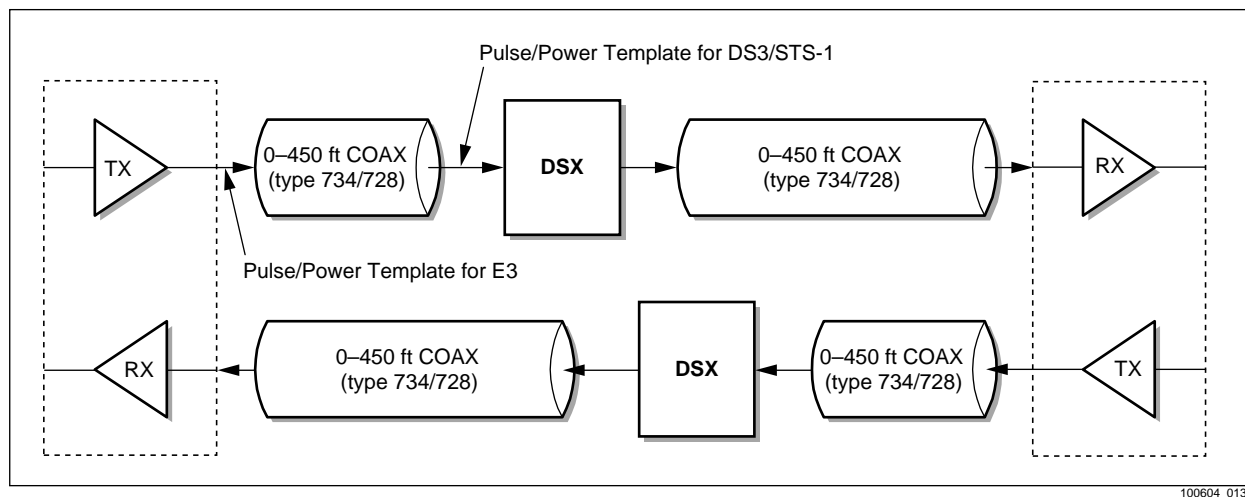 Pulse/Power Template for DS3/STS-1
TX
0–450 ft COAX
(type 734/728)
DSX
0–450 ft COAX
(type 734/728)
RX
Pulse/Power Template for E3
RX
0–450 ft COAX
(type 734/728)
DSX
0–450 ft COAX
(type 734/728)
TX
100604_013